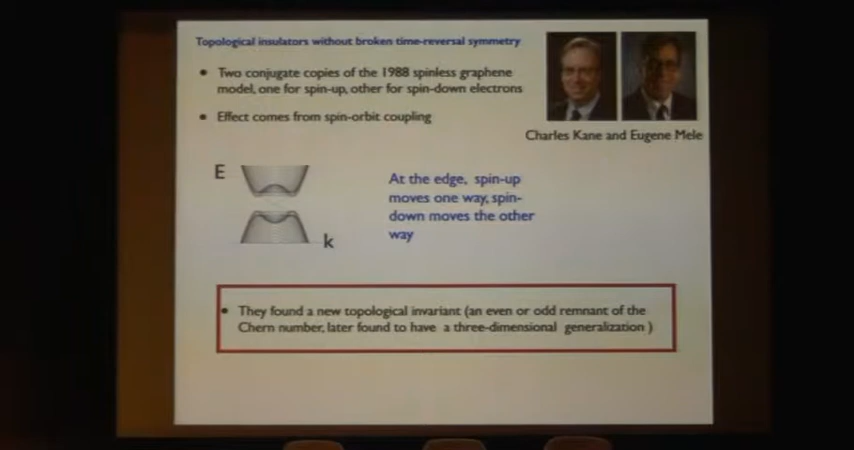 Topological insulators without broken time-reversal symmetry
• Two conjugate copies of the 1988 spinless graphene
model, one for spin-up, other for spin-down electrons
• Effect comes from spin-orbit coupling
Charles Kane and Eugene Mele
E
k
At the edge, spin-up
moves one way, spin-
down moves the other
way
• They found a new topological invariant (an even or odd remnant of the
Chern number, later found to have a three-dimensional generalization )